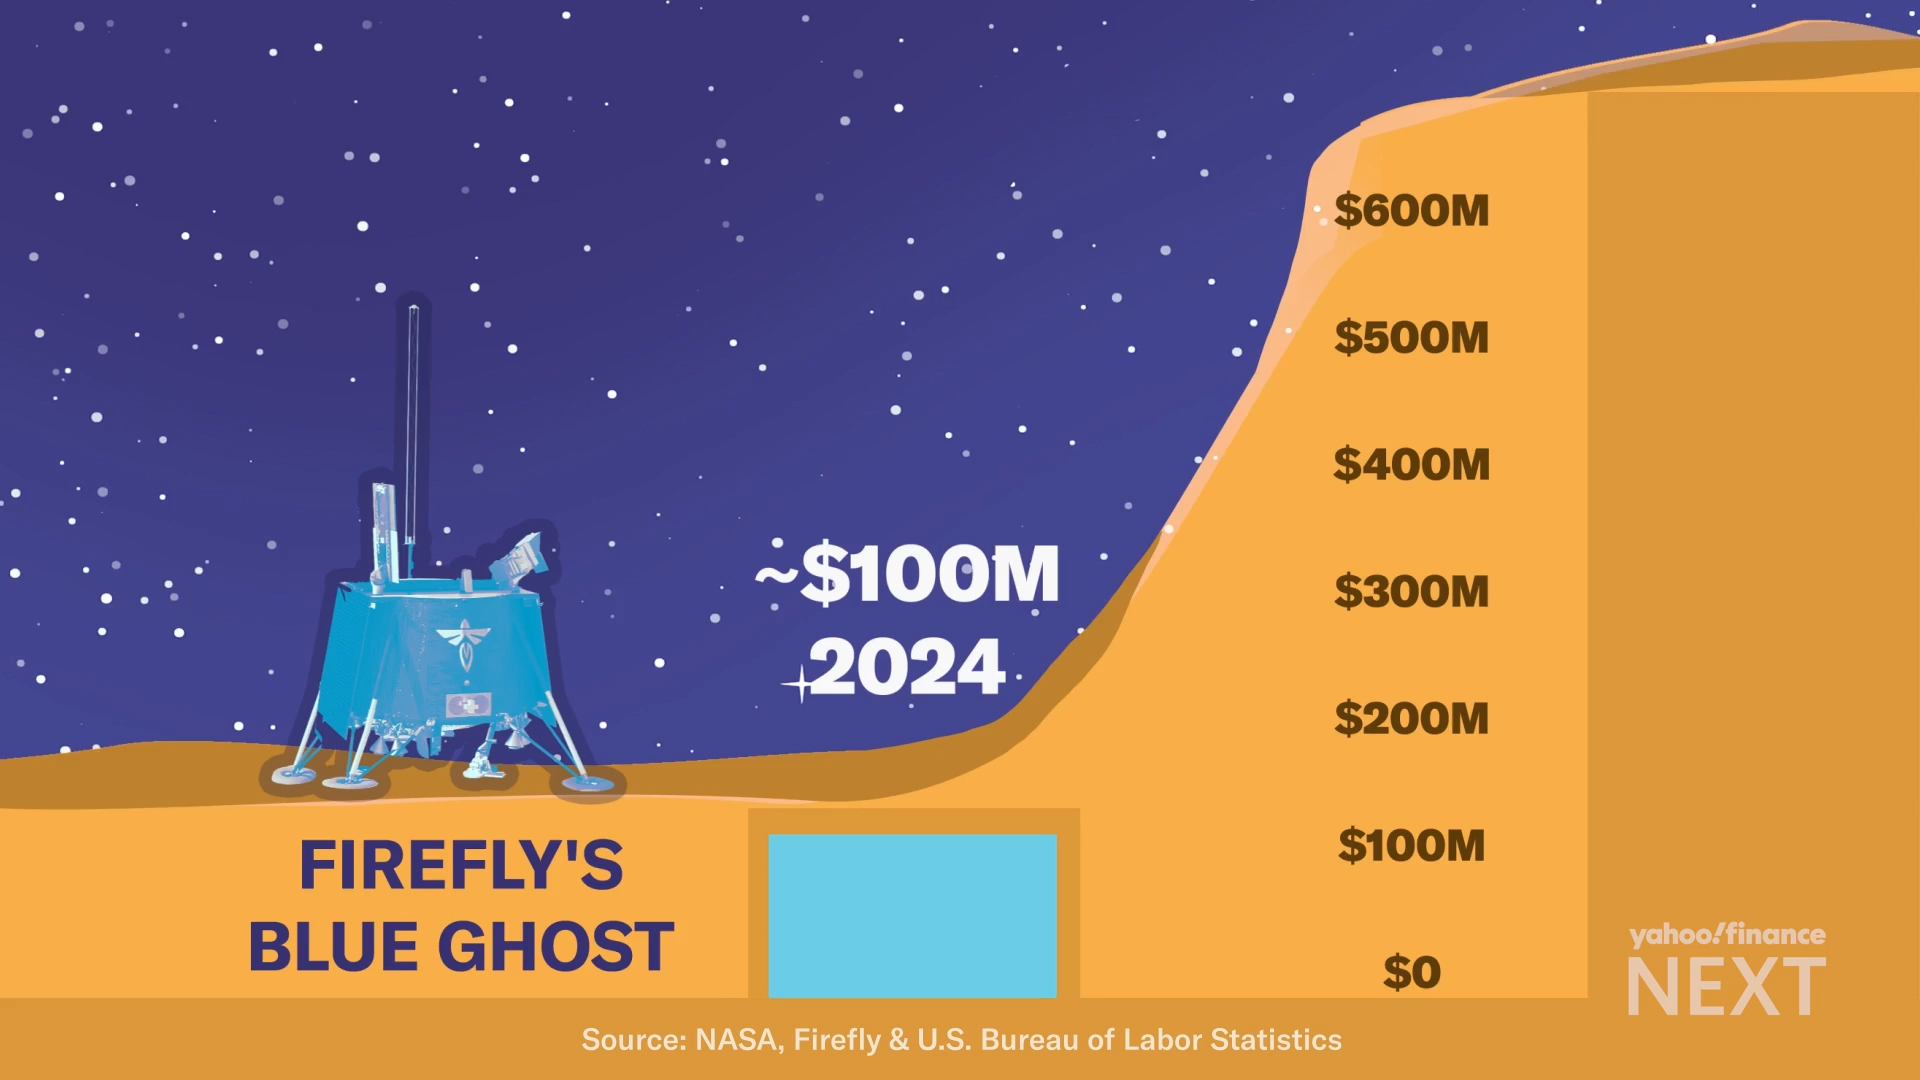 $600M
$500M
$400M
~$100M
$300M
2024
$200M
FIREFLY'S
BLUE GHOST
$100M
$0
yahoo!finance
NEXT
Source: NASA, Firefly & U.S. Bureau of Labor Statistics